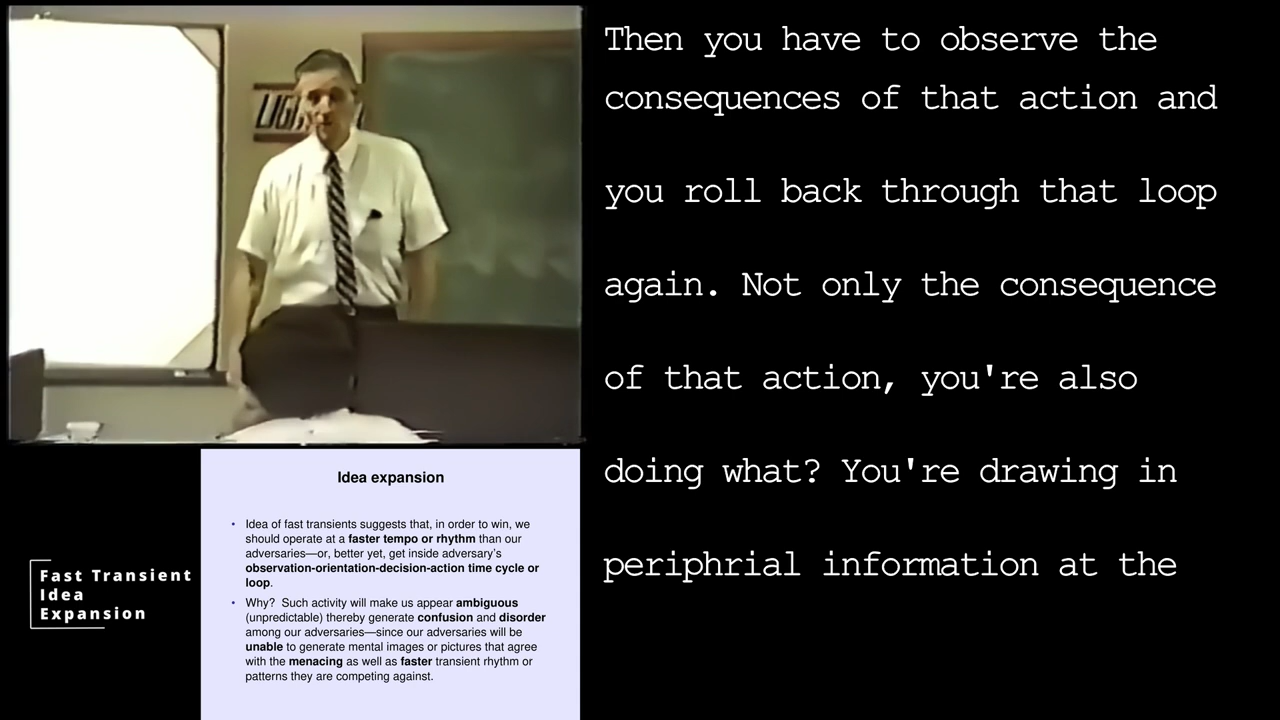 Then you have to observe the
consequences of that action and
you roll back through that loop
again. Not only the consequence
of that action, you're also
doing what? You're drawing in
periphrial information at the
Idea expansion
• Idea of fast transients suggests that, in order to win, we
should operate at a faster tempo or rhythm than our
adversaries—or, better yet, get inside adversary's
observation-orientation-decision-action time cycle or
loop.
• Why? Such activity will make us appear ambiguous
(unpredictable) thereby generate confusion and disorder
among our adversaries—since our adversaries will be
unable to generate mental images or pictures that agree
with the menacing as well as faster transient rhythm or
patterns they are competing against.
Fast Transient
Idea
Expansion